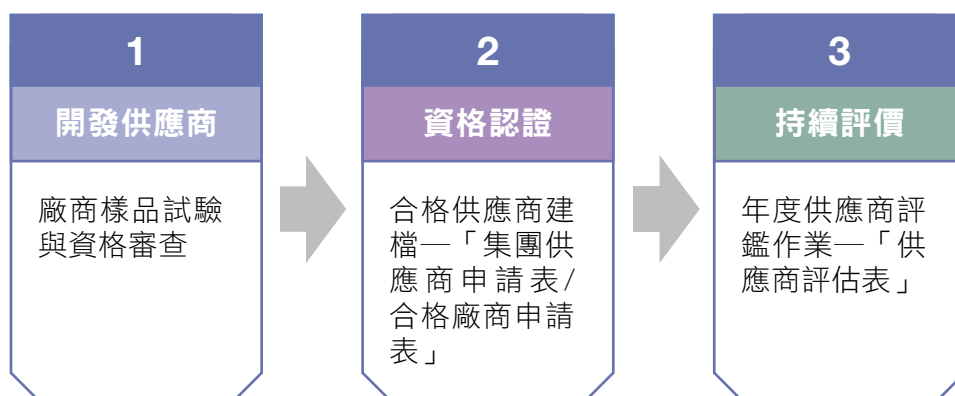 1
開發供應商
廠商樣品試驗
與資格審查
2
資格認證
合格供應商建
檔—「集團供
應商申請表/
合格廠商申請
表」
3
持續評價
年度供應商評
鑑作業—「供
應商評估表」